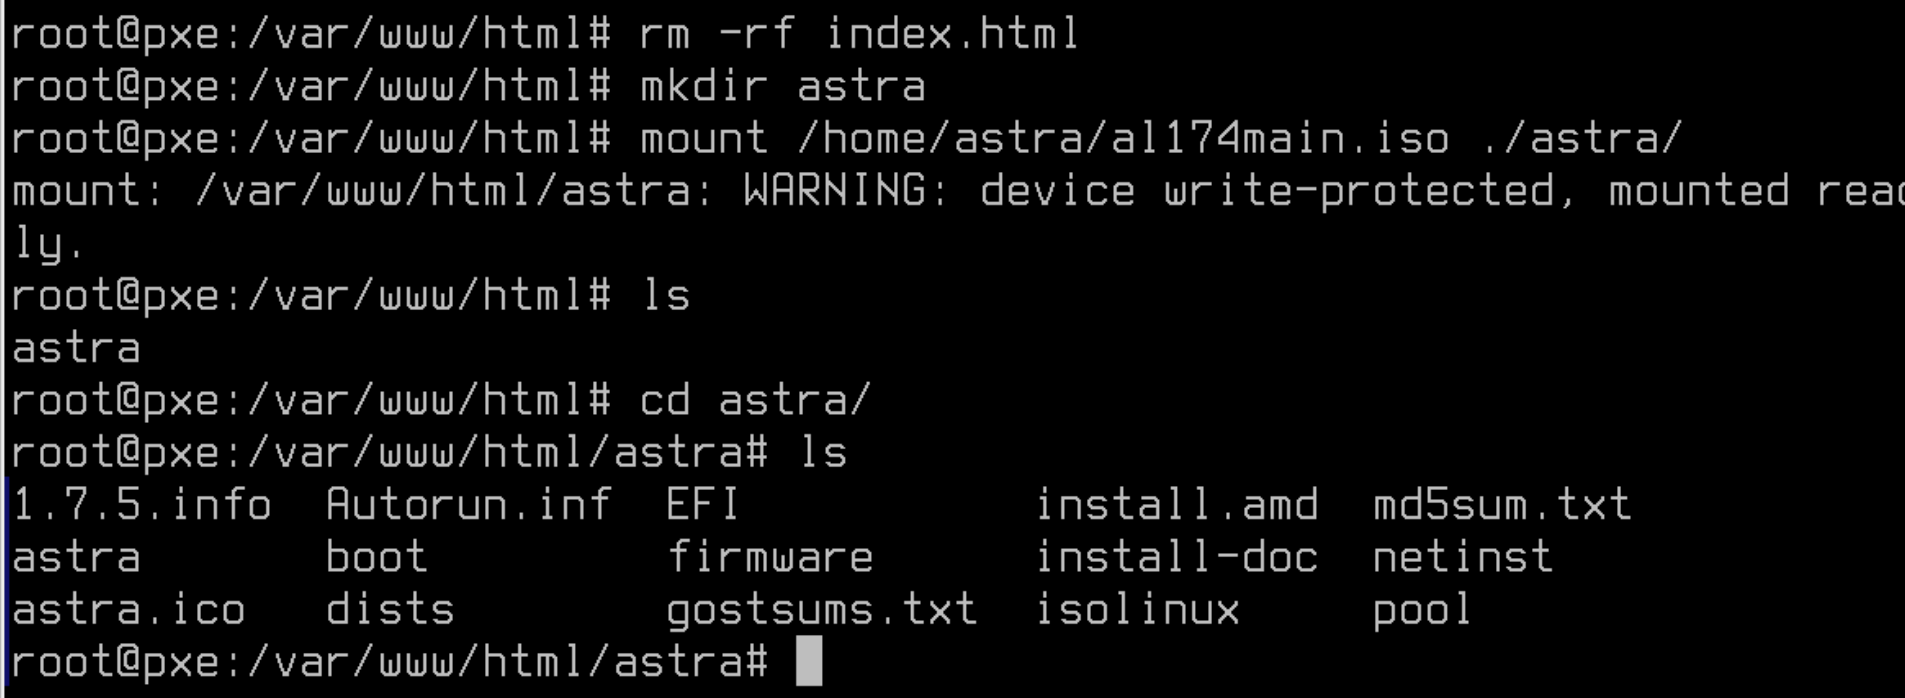 root@pxe:/var/www/html# rm -rf index.html
root@pxe:/var/www/html# mkdir astra
root@pxe:/var/www/html# mount /home/astra/al174main.iso ./astra/
mount: /var/www/html/astra: WARNING: device write-protected, mounted
ly.
root@pxe:/var/www/html# ls
astra
root@pxe:/var/www/html# cd astra/
root@pxe:/var/www/html/astra# ls
1.7.5.info Autorun.inf EFI install.amd md5sum.txt
astra boot firmware install-doc netinst
astra.ico dists gostsums.txt isolinux pool
root@pxe:/var/www/html/astra#